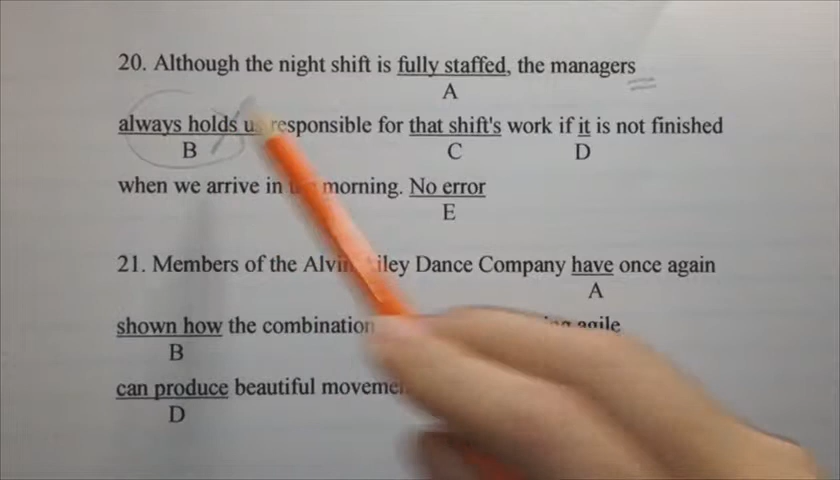 20. Although the night shift is fully staffed, the managers
A
always holds us responsible for that shift's work if it is not finished
B C D
when we arrive in morning. No error
E
21. Members of the Alvin Dance Company have once again
A
shown how the combination agile
B
can produce beautiful
D